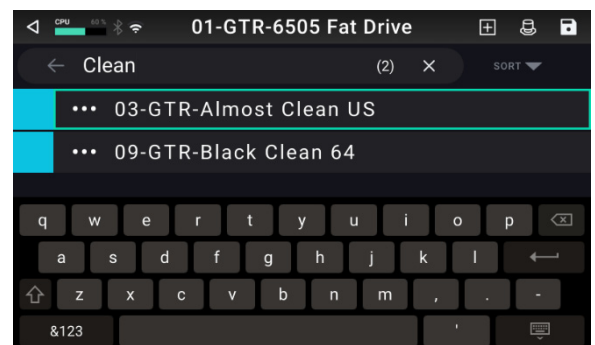 CPU 60% 01-GTR-6505 Fat Drive
Clean (2) SORT
03-GTR-Almost Clean US
09-GTR-Black Clean 64
q w e r t y u i o p
a s d f g h j k l
z x c v b n m , . -
&123 '